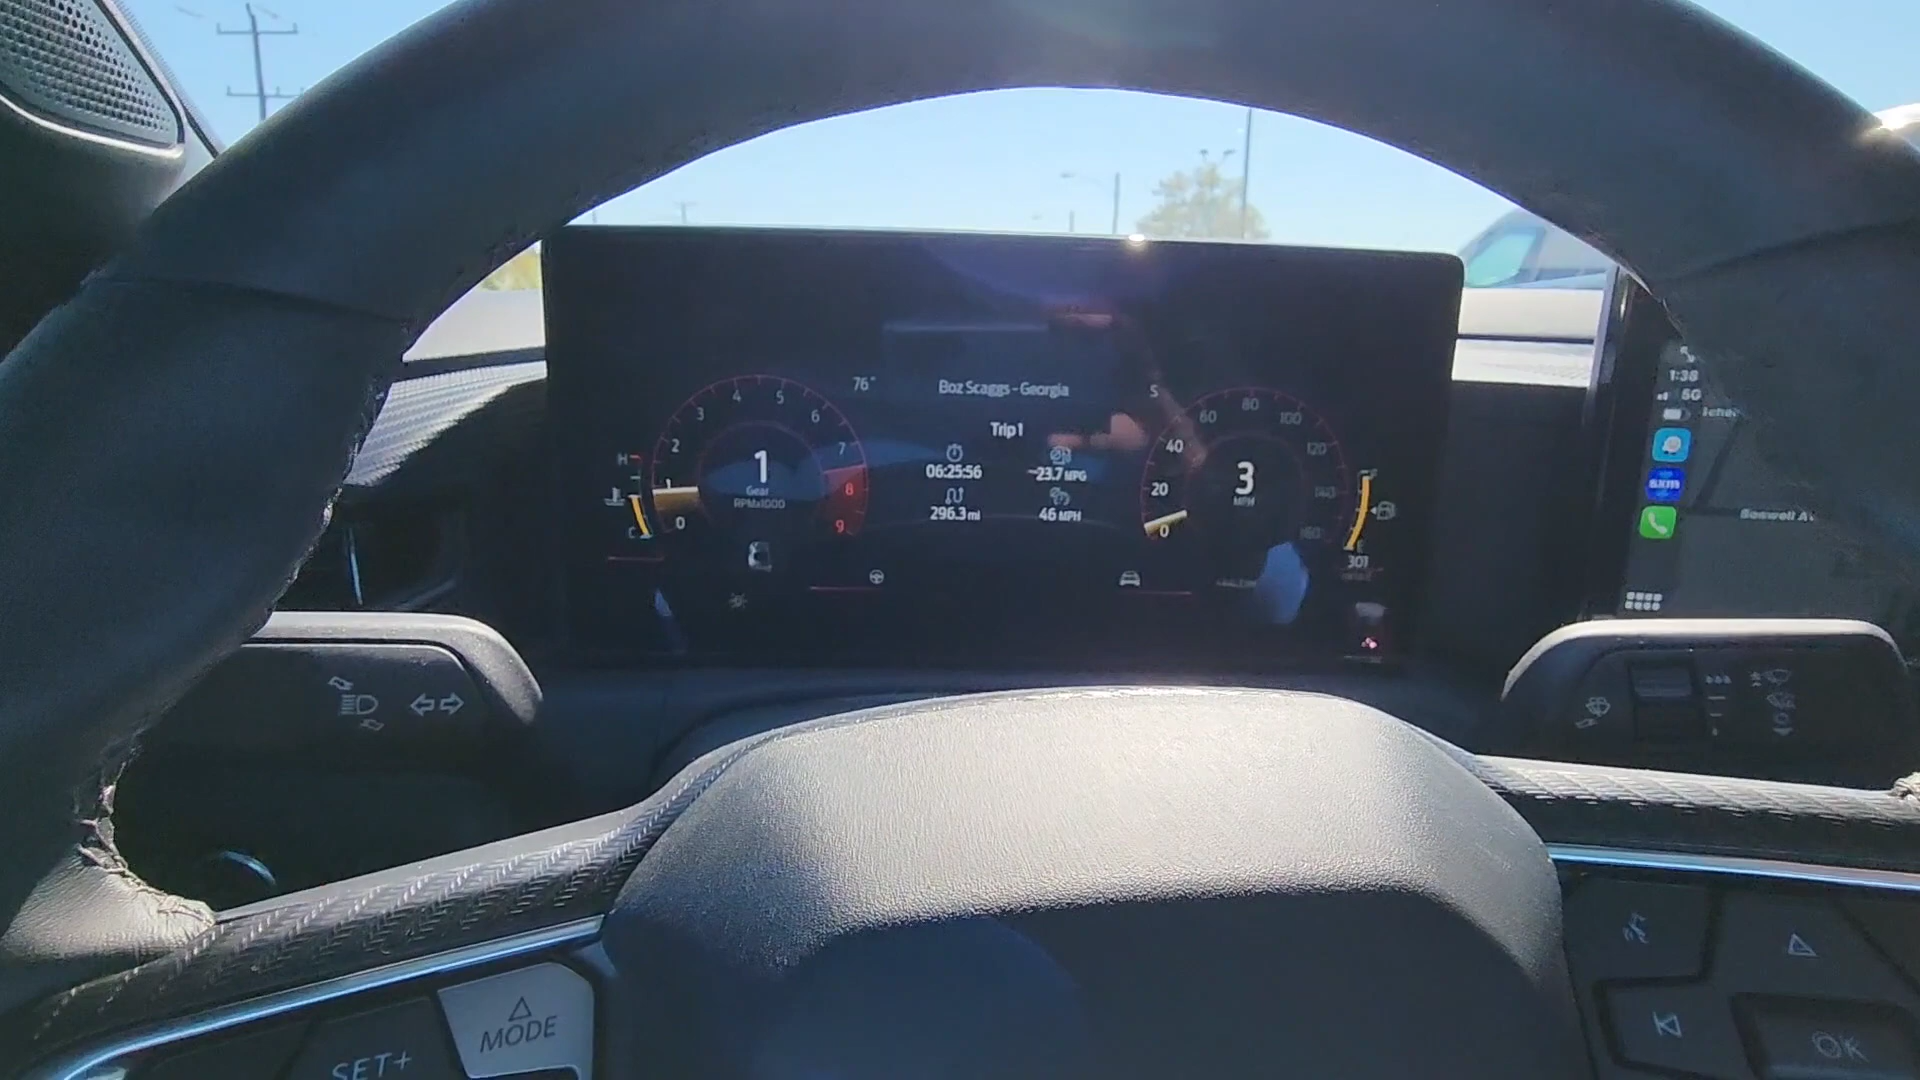 76°
Boz Scaggs - Georgia
S
Trip 1
06:25:56
23.7 MPG
296.3 mi
46 MPH
H
C
0
1
2
3
4
5
6
7
8
9
1
Gear
RPMx1000
0
20
40
60
80
100
120
140
160
3
MPH
E
301
1:38
5G
sxm
MODE
SET+
OK